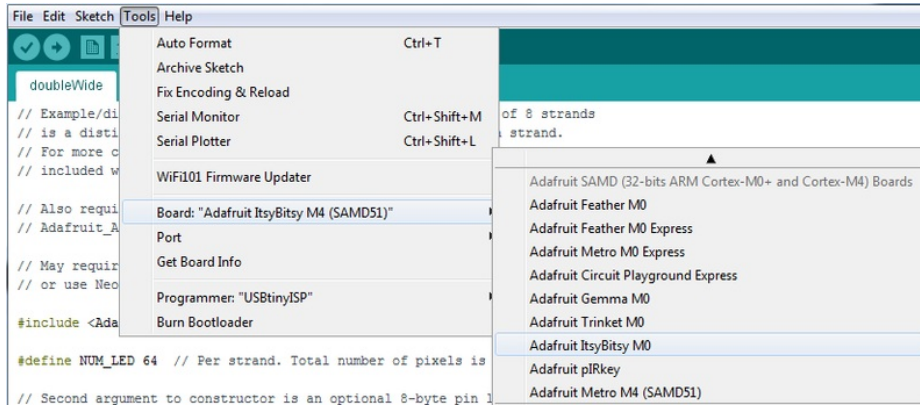 File Edit Sketch Tools Help
doubleWide
Auto Format Ctrl+T
Archive Sketch
Fix Encoding & Reload
Serial Monitor Ctrl+Shift+M
Serial Plotter Ctrl+Shift+L
WiFi101 Firmware Updater
Board: "Adafruit ItsyBitsy M4 (SAMD51)"
Port
Get Board Info
Programmer: "USBtinyISP"
Burn Bootloader
Adafruit SAMD (32-bits ARM Cortex-M0+ and Cortex-M4) Boards
Adafruit Feather M0
Adafruit Feather M0 Express
Adafruit Metro M0 Express
Adafruit Circuit Playground Express
Adafruit Gemma M0
Adafruit Trinket M0
Adafruit ItsyBitsy M0
Adafruit pIRkey
Adafruit Metro M4 (SAMD51)
// Example/di of 8 strands
// is a disti strand.
// For more c
// included w
// Also requi
// Adafruit_A
// May requir
// or use Neo
#include <Ada
#define NUM_LED 64 // Per strand. Total number of pixels is
// Second argument to constructor is an optional 8-byte pin l